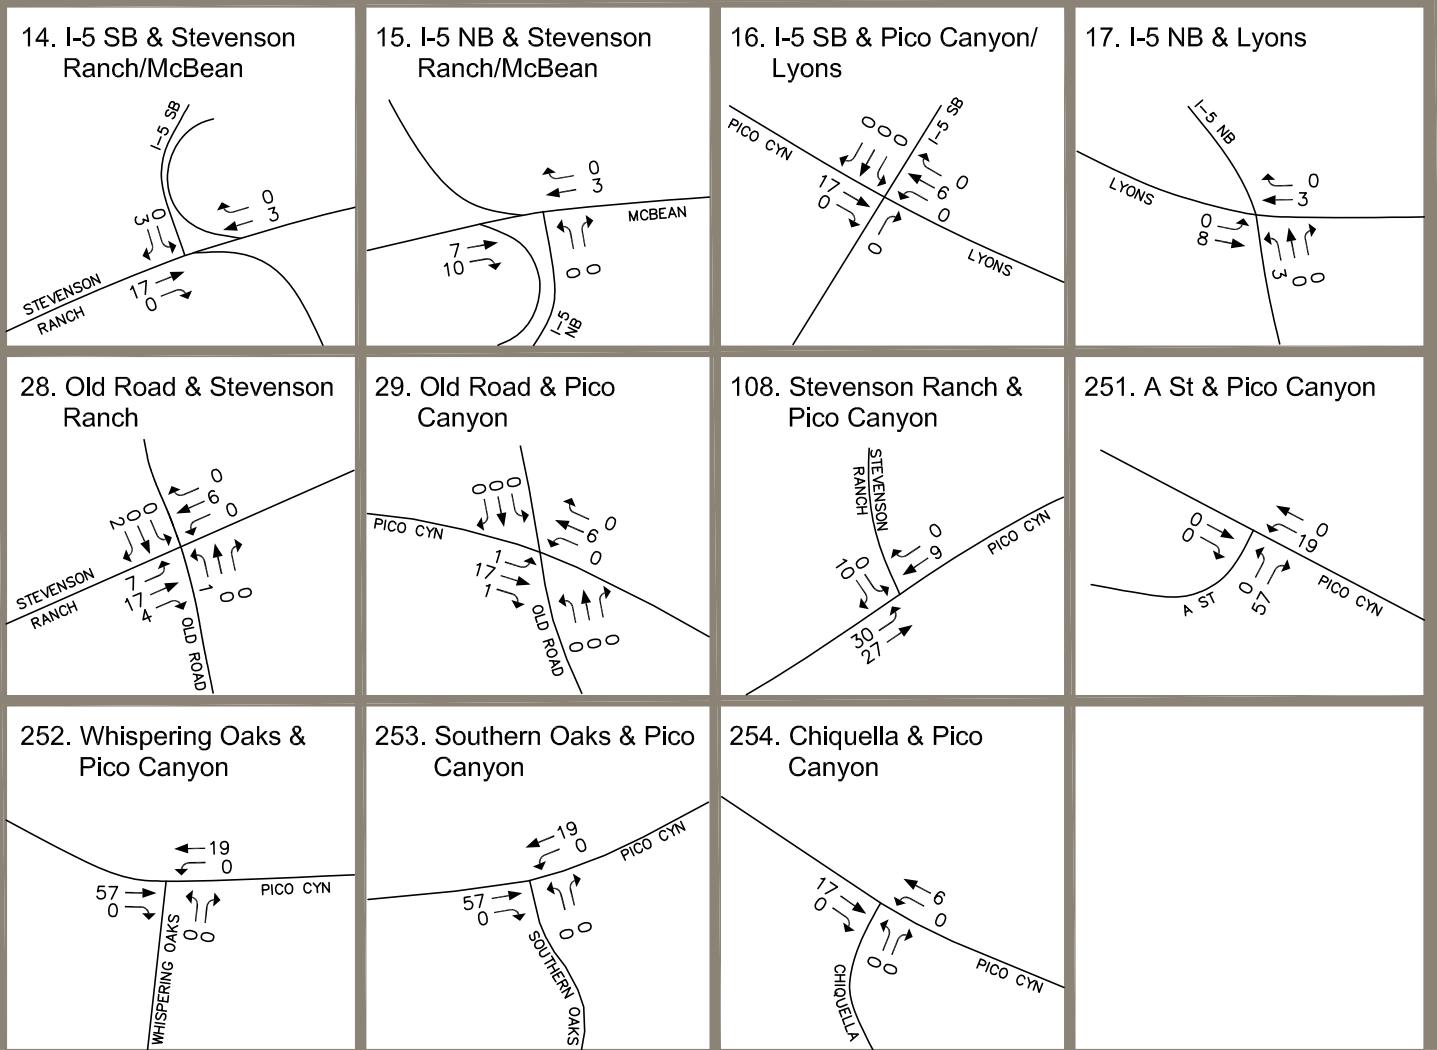 14. I-5 SB & Stevenson
Ranch/McBean
I-5 SB
0
3
0
3
17
0
STEVENSON
RANCH
15. I-5 NB & Stevenson
Ranch/McBean
0
3
MCBEAN
7
10
0
0
I-5
NB
16. I-5 SB & Pico Canyon/
Lyons
I-5 SB
PICO CYN
0
0
0
17
0
0
6
0
0
LYONS
17. I-5 NB & Lyons
I-5 NB
LYONS
0
3
0
8
3
0
0
28. Old Road & Stevenson
Ranch
0
6
0
2
0
0
7
17
4
1
0
0
STEVENSON
RANCH
OLD ROAD
29. Old Road & Pico
Canyon
0
0
0
PICO CYN
0
6
0
1
17
1
0
0
0
OLD ROAD
108. Stevenson Ranch &
Pico Canyon
STEVENSON
RANCH
0
9
10
0
30
27
PICO CYN
251. A St & Pico Canyon
0
0
0
19
0
57
A ST
PICO CYN
252. Whispering Oaks &
Pico Canyon
19
0
57
0
0
0
PICO CYN
WHISPERING OAKS
253. Southern Oaks & Pico
Canyon
19
0
PICO CYN
57
0
0
0
SOUTHERN OAKS
254. Chiquella & Pico
Canyon
17
0
6
0
0
0
PICO CYN
CHIQUELLA